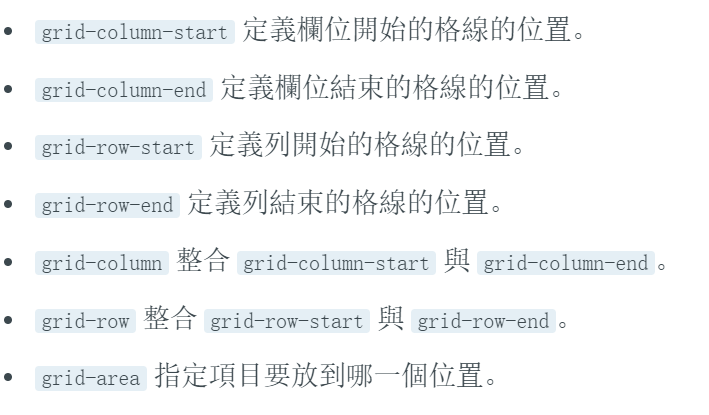 grid-column-start 定義欄位開始的格線的位置。
grid-column-end 定義欄位結束的格線的位置。
grid-row-start 定義列開始的格線的位置。
grid-row-end 定義列結束的格線的位置。
grid-column 整合 grid-column-start 與 grid-column-end。
grid-row 整合 grid-row-start 與 grid-row-end。
grid-area 指定項目要放到哪一個位置。